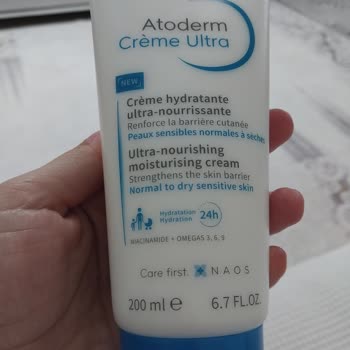 Atoderm
Crème Ultra
NEW
Crème hydratante
ultra-nourrissante
Renforce la barrière cutanée
Peaux sensibles normales à sèches
Ultra-nourishing
moisturising cream
Strengthens the skin barrier
Normal to dry sensitive skin
Hydratation
Hydration
24h
NIACINAMIDE + OMEGAS 3, 6, 9
Care first. NAOS
200 ml e 6.7 FL.OZ.